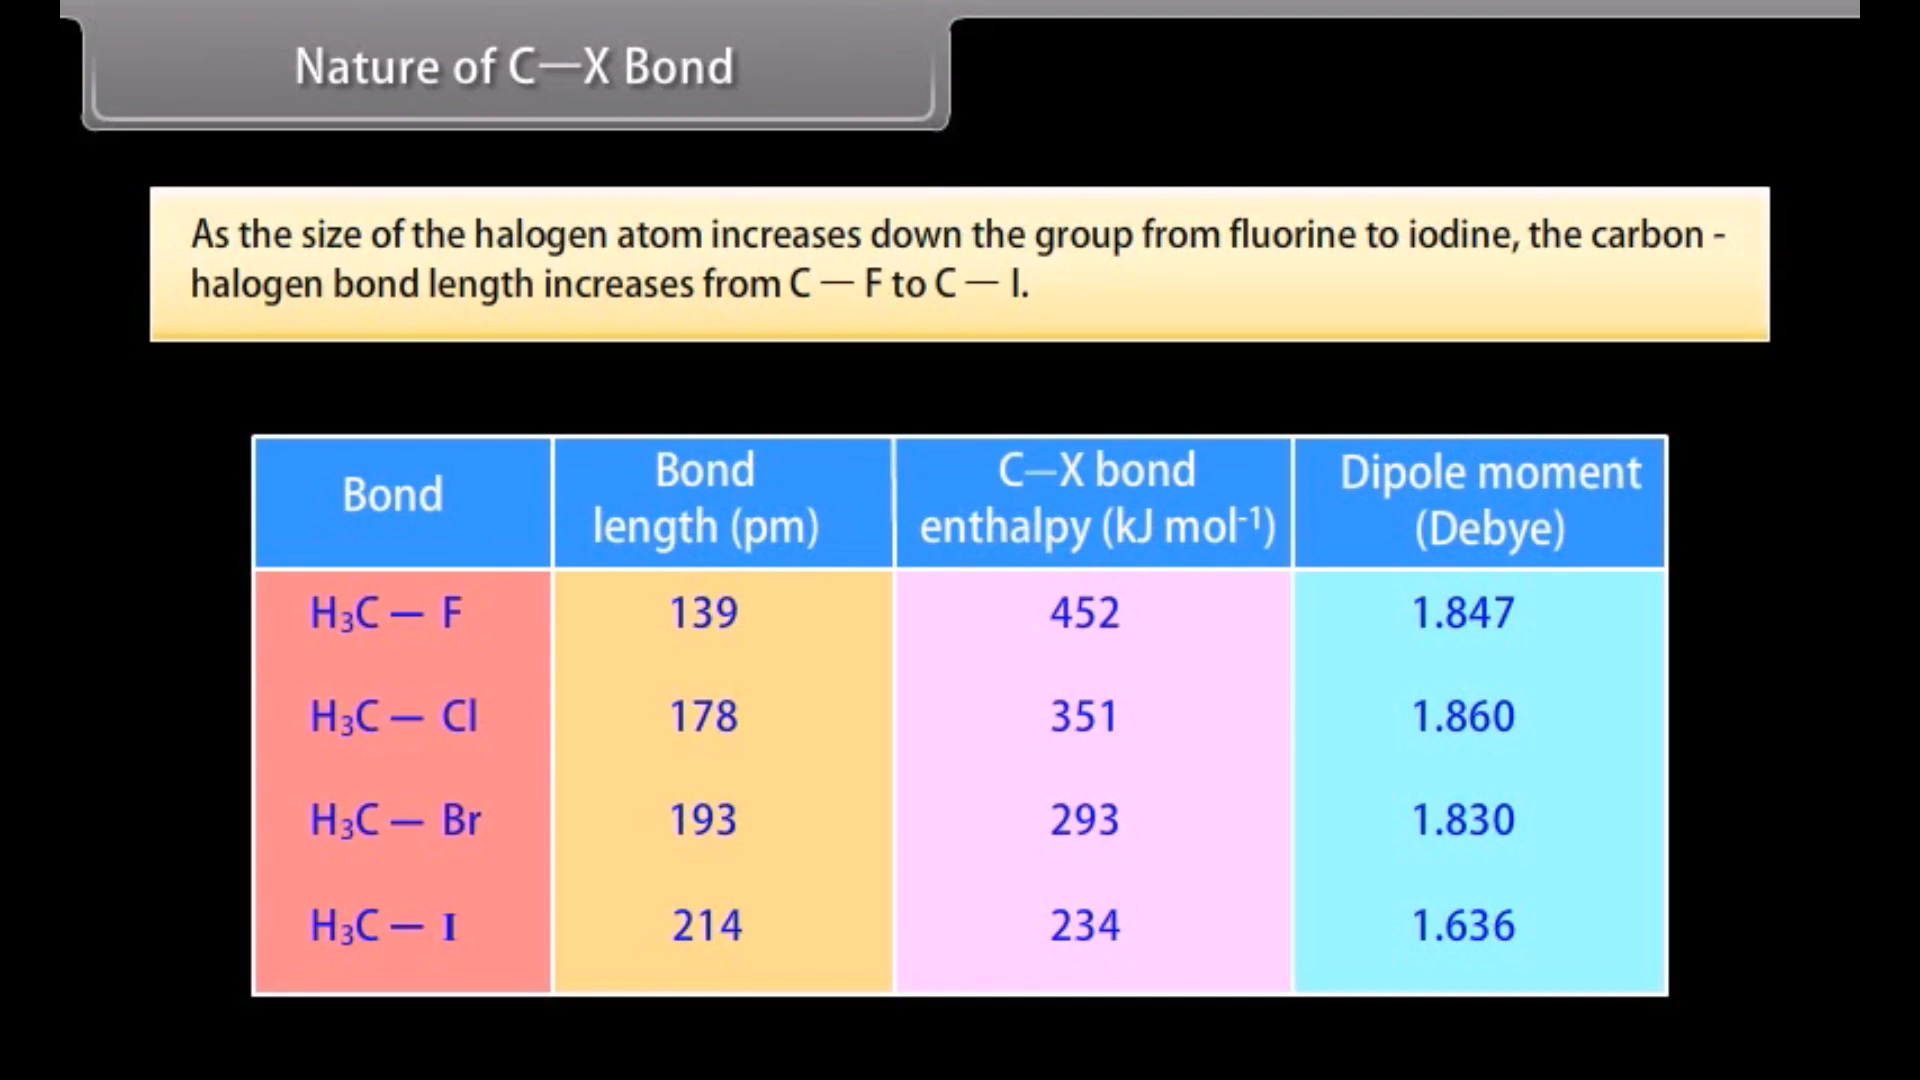 Nature of C—X Bond
As the size of the halogen atom increases down the group from fluorine to iodine, the carbon -
halogen bond length increases from C — F to C — I.
Bond
Bond
length (pm)
C—X bond
enthalpy (kJ mol⁻¹)
Dipole moment
(Debye)
H₃C — F 139 452 1.847
H₃C — Cl 178 351 1.860
H₃C — Br 193 293 1.830
H₃C — I 214 234 1.636